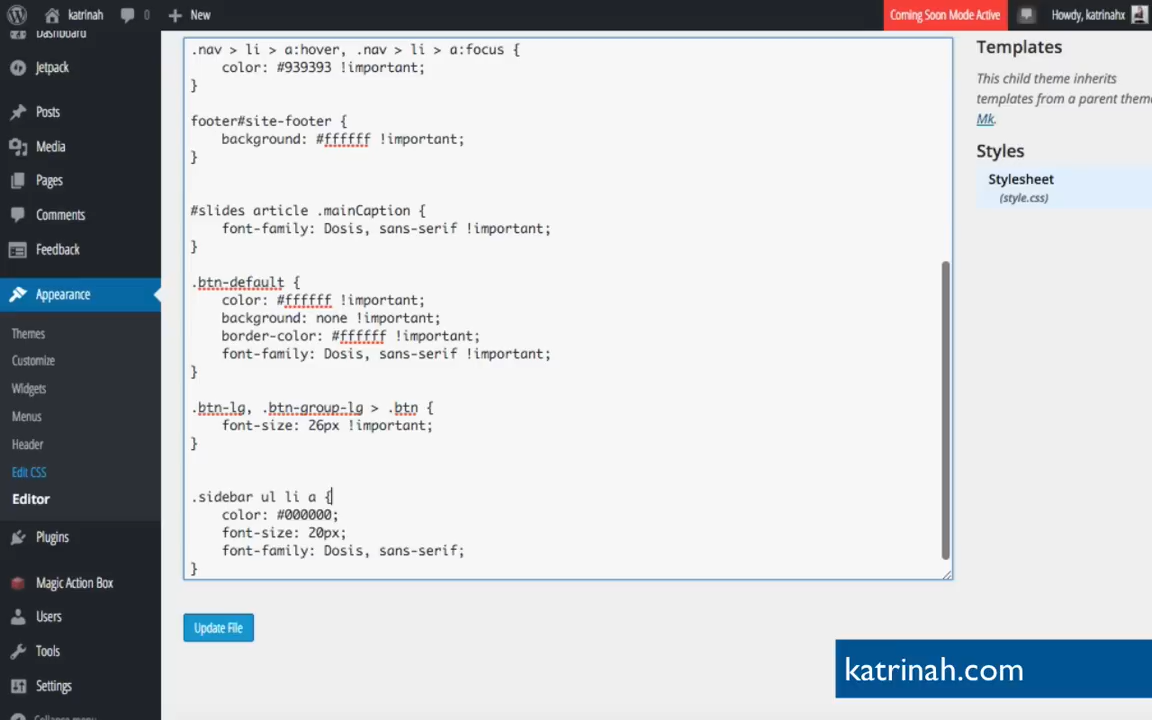 katrinah
0
New
Coming Soon Mode Active
Howdy, katrinahx
Dashboard
Jetpack
Posts
Media
Pages
Comments
Feedback
Appearance
Themes
Customize
Widgets
Menus
Header
Edit CSS
Editor
Plugins
Magic Action Box
Users
Tools
Settings
Collapse menu
.nav > li > a:hover, .nav > li > a:focus {
color: #939393 !important;
}
footer#site-footer {
background: #ffffff !important;
}
#slides article .mainCaption {
font-family: Dosis, sans-serif !important;
}
.btn-default {
color: #ffffff !important;
background: none !important;
border-color: #ffffff !important;
font-family: Dosis, sans-serif !important;
}
.btn-lg, .btn-group-lg > .btn {
font-size: 26px !important;
}
.sidebar ul li a {
color: #000000;
font-size: 20px;
font-family: Dosis, sans-serif;
}
Update File
Templates
This child theme inherits
templates from a parent theme
Mk.
Styles
Stylesheet
(style.css)
katrinah.com